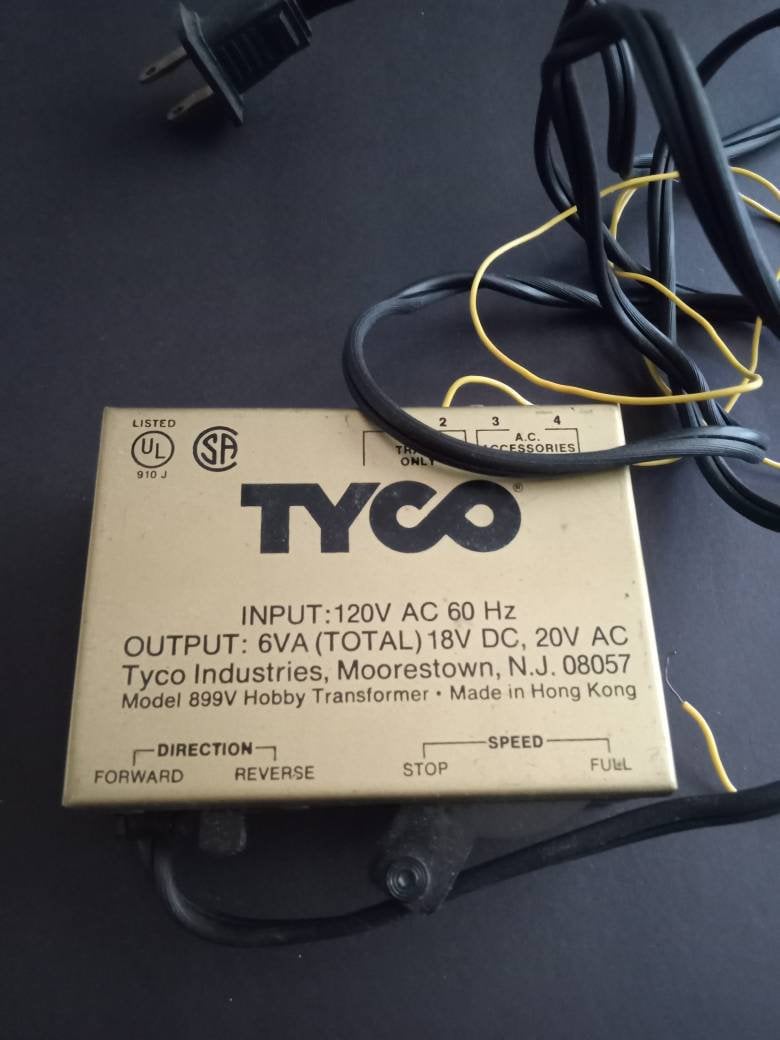 LISTED
UL
910 J
SA
2 3 4
ONLY
A.C.
TYCO®
INPUT:120V AC 60 Hz
OUTPUT: 6VA (TOTAL) 18V DC, 20V AC
Tyco Industries, Moorestown, N.J. 08057
Model 899V Hobby Transformer • Made in Hong Kong
DIRECTION
FORWARD REVERSE
SPEED
STOP FULL